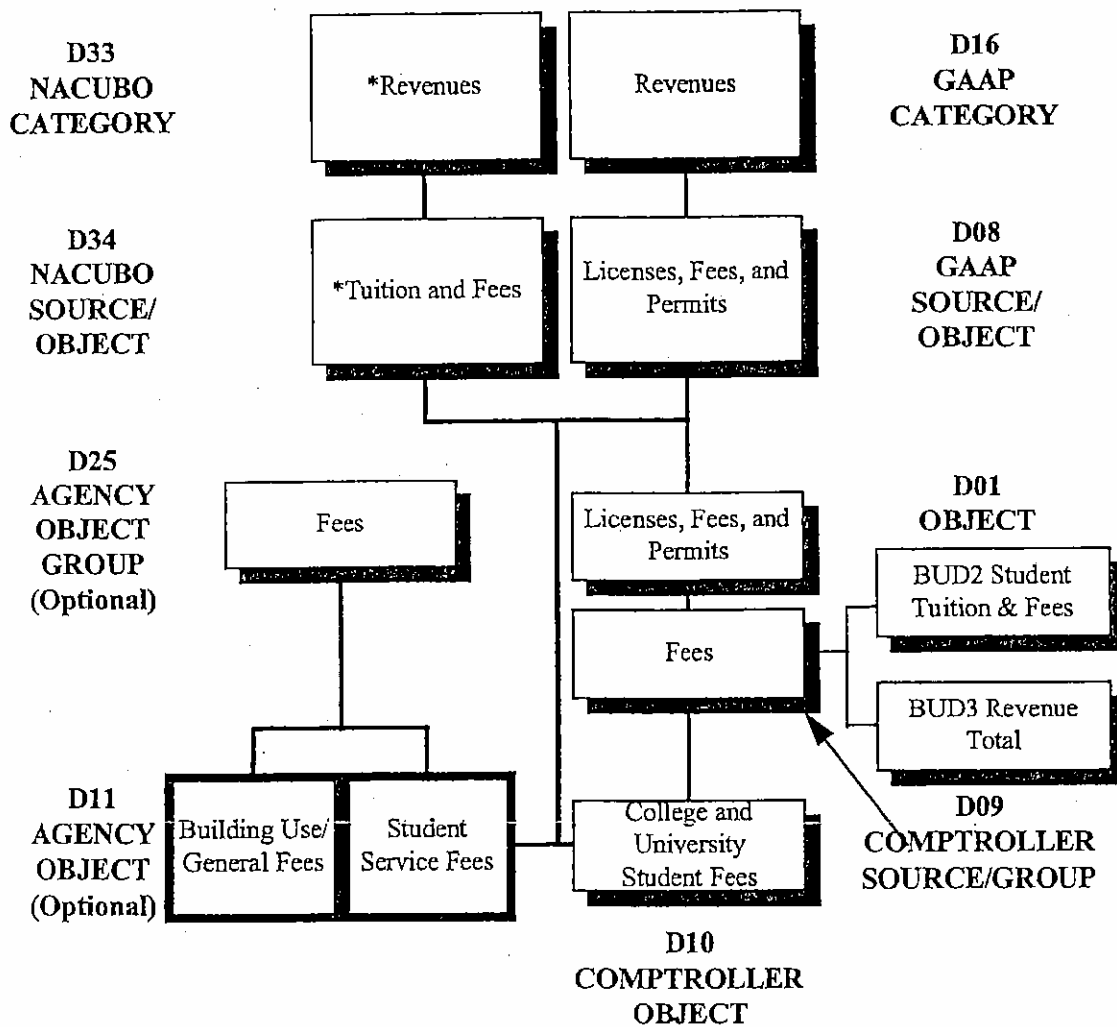 D33
NACUBO
CATEGORY
*Revenues
Revenues
D16
GAAP
CATEGORY
D34
NACUBO
SOURCE/
OBJECT
*Tuition and Fees
Licenses, Fees, and
Permits
D08
GAAP
SOURCE/
OBJECT
D25
AGENCY
OBJECT
GROUP
(Optional)
Fees
Licenses, Fees, and
Permits
D01
OBJECT
BUD2 Student
Tuition & Fees
Fees
BUD3 Revenue
Total
D11
AGENCY
OBJECT
(Optional)
Building Use/
General Fees
Student
Service Fees
College and
University
Student Fees
D09
COMPTROLLER
SOURCE/GROUP
D10
COMPTROLLER
OBJECT